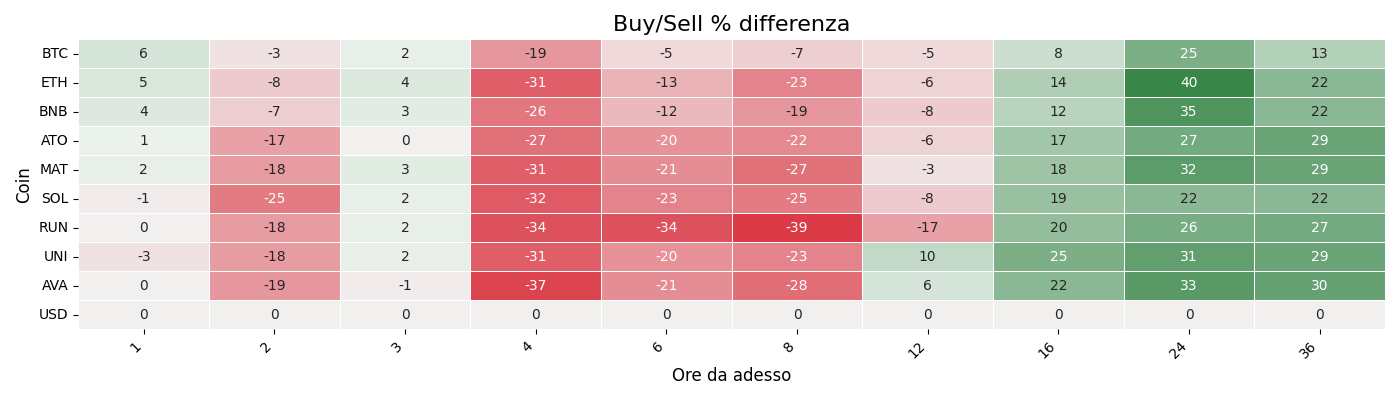 Buy/Sell % differenza
Coin
BTC 6 -3 2 -19 -5 -7 -5 8 25 13
ETH 5 -8 4 -31 -13 -23 -6 14 40 22
BNB 4 -7 3 -26 -12 -19 -8 12 35 22
ATO 1 -17 0 -27 -20 -22 -6 17 27 29
MAT 2 -18 3 -31 -21 -27 -3 18 32 29
SOL -1 -25 2 -32 -23 -25 -8 19 22 22
RUN 0 -18 2 -34 -34 -39 -17 20 26 27
UNI -3 -18 2 -31 -20 -23 10 25 31 29
AVA 0 -19 -1 -37 -21 -28 6 22 33 30
USD 0 0 0 0 0 0 0 0 0 0
1 2 3 4 6 8 12 16 24 36
Ore da adesso